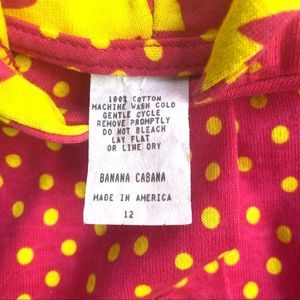 100% COTTON
MACHINE WASH COLD
GENTLE CYCLE
REMOVE PROMPTLY
DO NOT BLEACH
LAY FLAT
OR LINE DRY
BANANA CABANA
MADE IN AMERICA
12